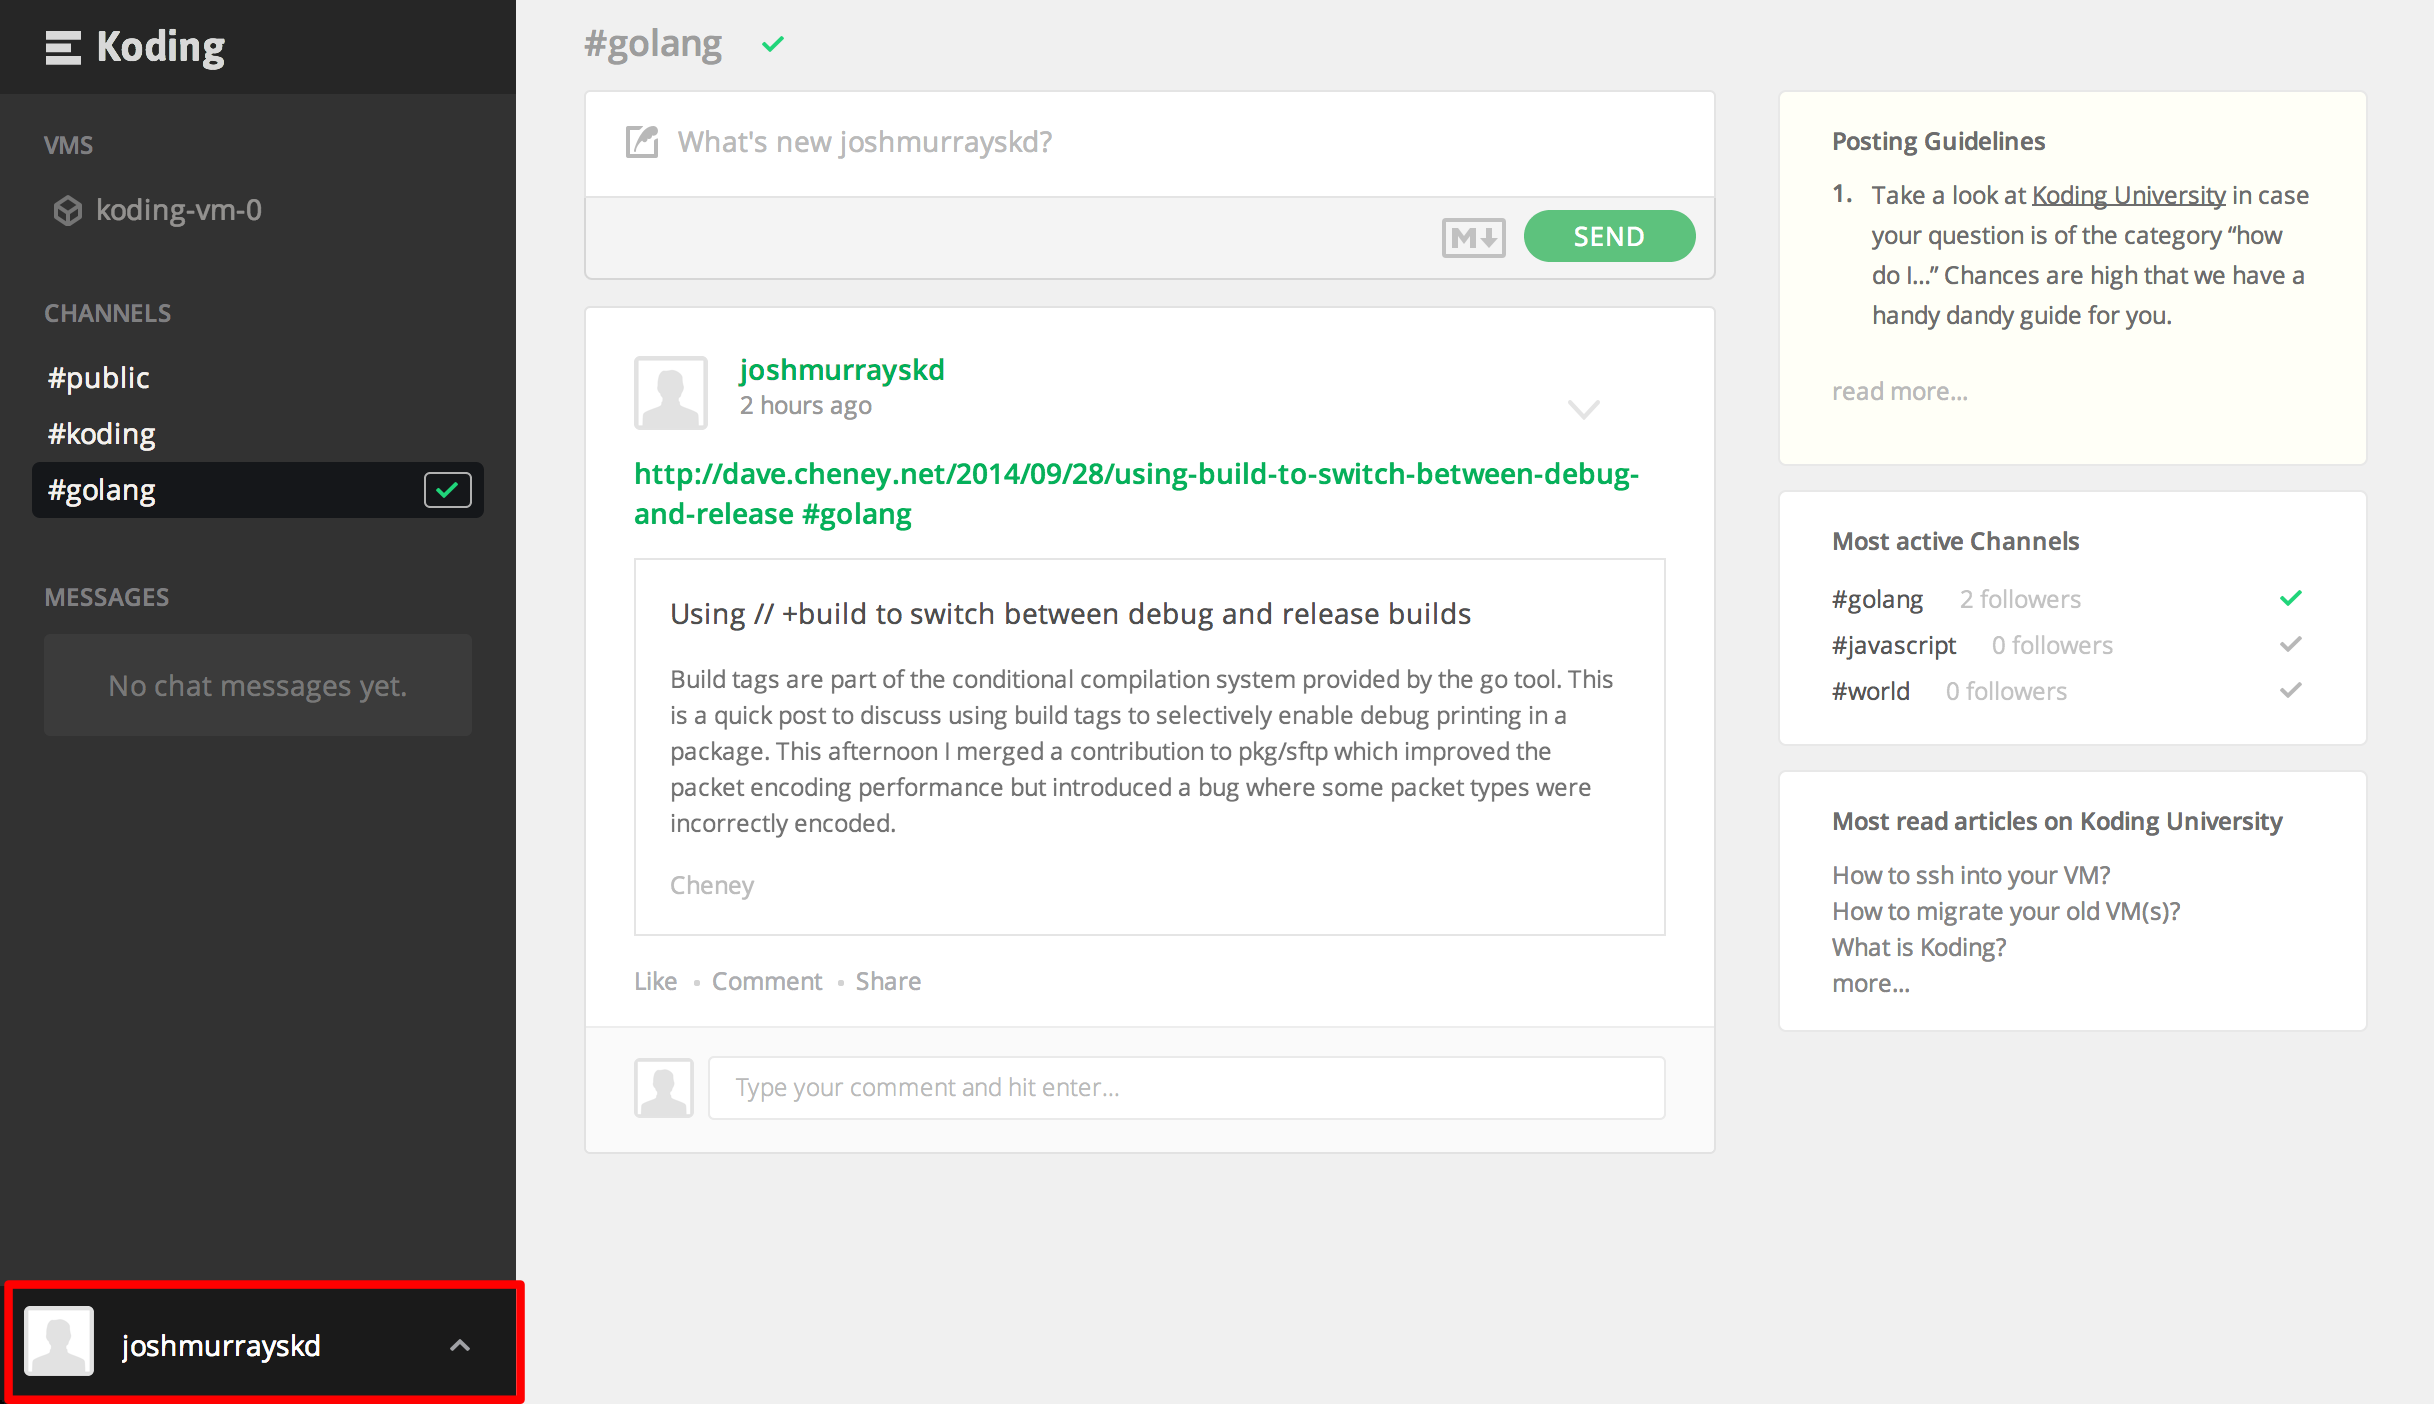 Koding
VMS
koding-vm-0
CHANNELS
#public
#koding
#golang
MESSAGES
No chat messages yet.
joshmurrayskd
#golang
What's new joshmurrayskd?
M
SEND
joshmurrayskd
2 hours ago
http://dave.cheney.net/2014/09/28/using-build-to-switch-between-debug-
and-release #golang
Using // +build to switch between debug and release builds
Build tags are part of the conditional compilation system provided by the go tool. This
is a quick post to discuss using build tags to selectively enable debug printing in a
package. This afternoon I merged a contribution to pkg/sftp which improved the
packet encoding performance but introduced a bug where some packet types were
incorrectly encoded.
Cheney
Like • Comment • Share
Type your comment and hit enter...
Posting Guidelines
1. Take a look at Koding University in case
your question is of the category “how
do I...” Chances are high that we have a
handy dandy guide for you.
read more...
Most active Channels
#golang 2 followers
#javascript 0 followers
#world 0 followers
Most read articles on Koding University
How to ssh into your VM?
How to migrate your old VM(s)?
What is Koding?
more...